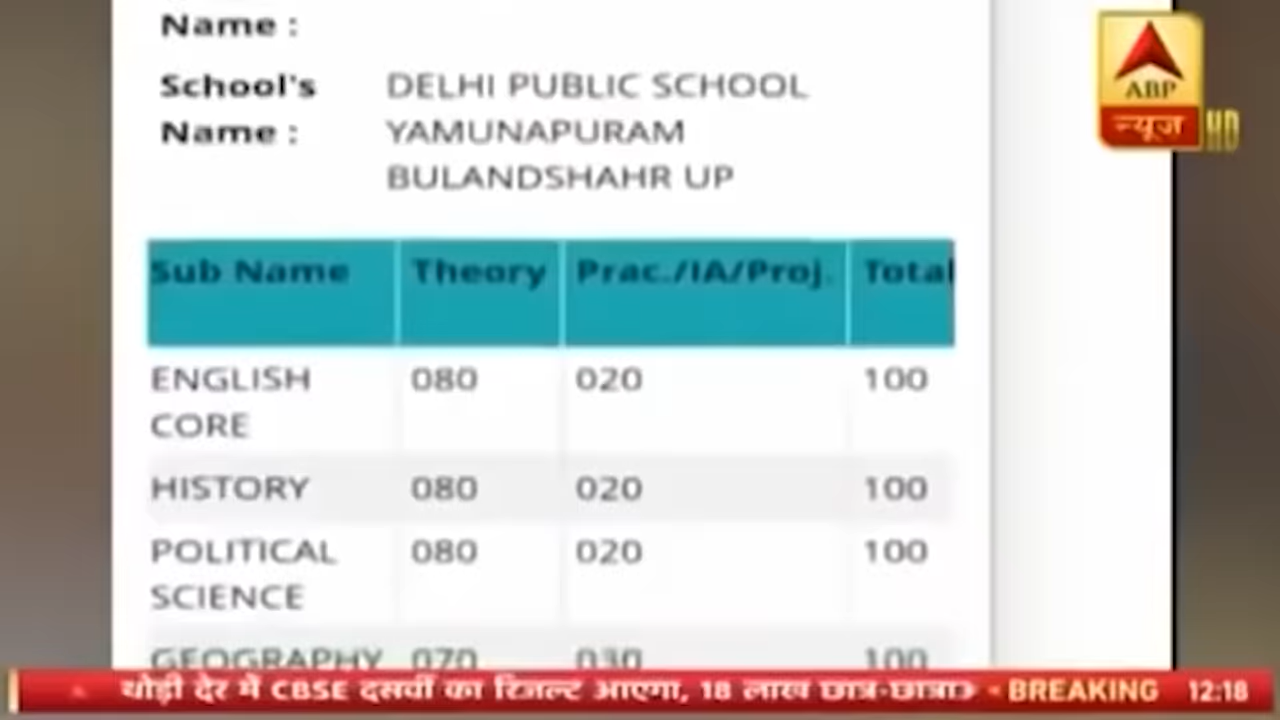 Name :
School's DELHI PUBLIC SCHOOL
Name : YAMUNAPURAM
BULANDSHAHR UP
ABP
न्यूज़ HD
Sub Name Theory Prac./IA/Proj. Total
ENGLISH 080 020 100
CORE
HISTORY 080 020 100
POLITICAL 080 020 100
SCIENCE
GEOGRAPHY 070 030 100
थोड़ी देर में CBSE दसवीं का रिजल्ट आएगा, 18 लाख छात्र-छात्राओं BREAKING 12:18